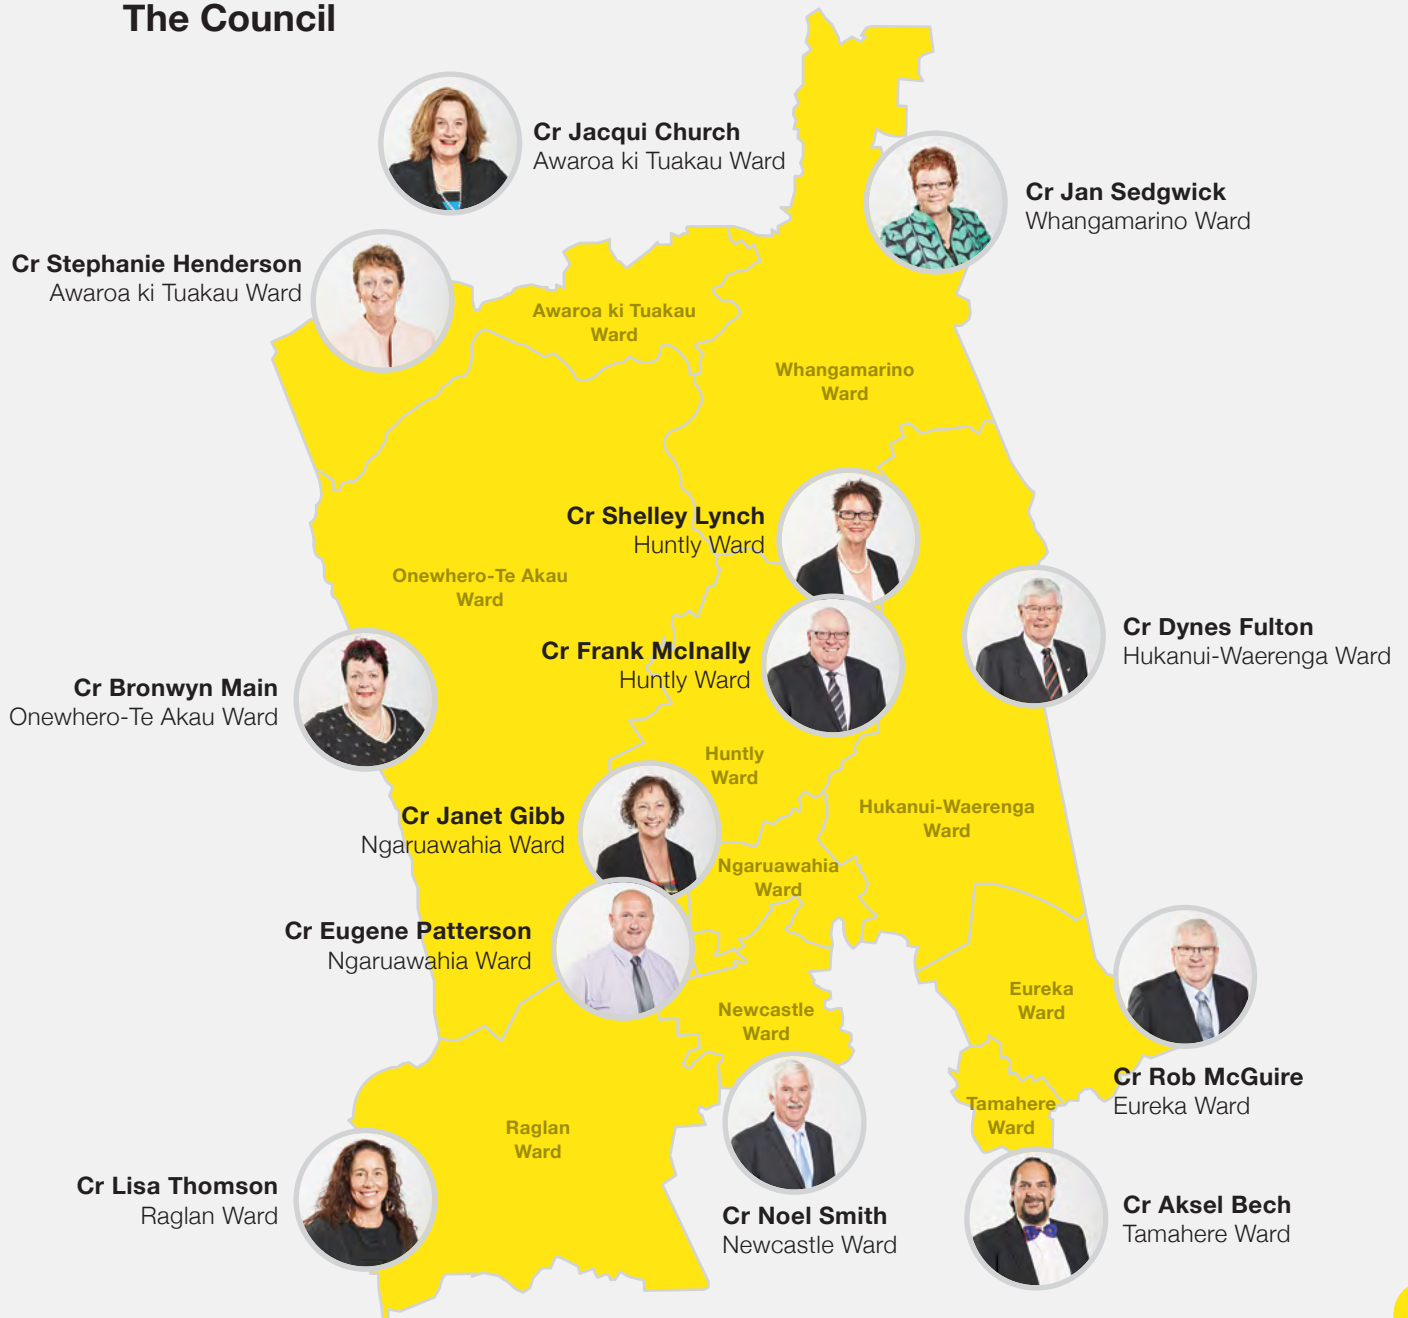 The Council
Cr Jacqui Church
Awaroa ki Tuakau Ward
Cr Jan Sedgwick
Whangamarino Ward
Cr Stephanie Henderson
Awaroa ki Tuakau Ward
Awaroa ki Tuakau
Ward
Whangamarino
Ward
Cr Shelley Lynch
Huntly Ward
Onewhero-Te Akau
Ward
Cr Dynes Fulton
Hukanui-Waerenga Ward
Cr Frank McInally
Huntly Ward
Cr Bronwyn Main
Onewhero-Te Akau Ward
Huntly
Ward
Hukanui-Waerenga
Ward
Cr Janet Gibb
Ngaruawahia Ward
Ngaruawahia
Ward
Cr Eugene Patterson
Ngaruawahia Ward
Eureka
Ward
Newcastle
Ward
Cr Rob McGuire
Eureka Ward
Tamahere
Ward
Raglan
Ward
Cr Lisa Thomson
Raglan Ward
Cr Noel Smith
Newcastle Ward
Cr Aksel Bech
Tamahere Ward